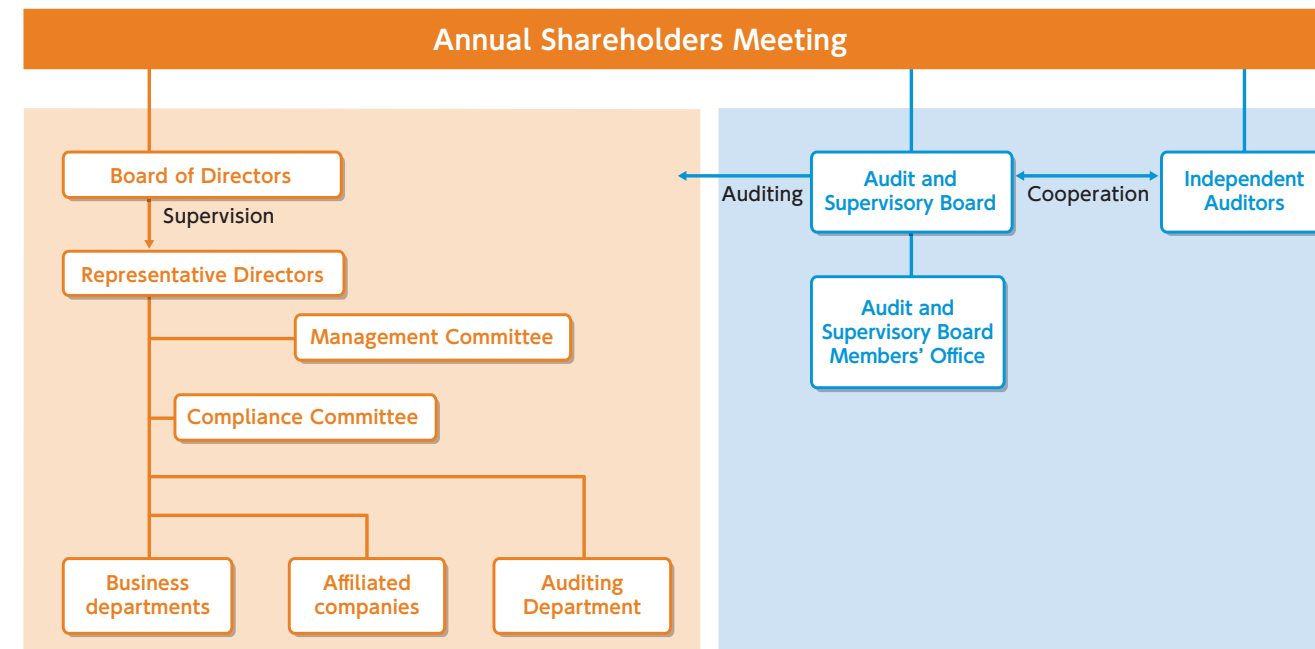 Annual Shareholders Meeting
Board of Directors
Supervision
Representative Directors
Management Committee
Compliance Committee
Business
departments
Affiliated
companies
Auditing
Department
Auditing
Audit and
Supervisory Board
Cooperation
Independent
Auditors
Audit and
Supervisory Board
Members’ Office